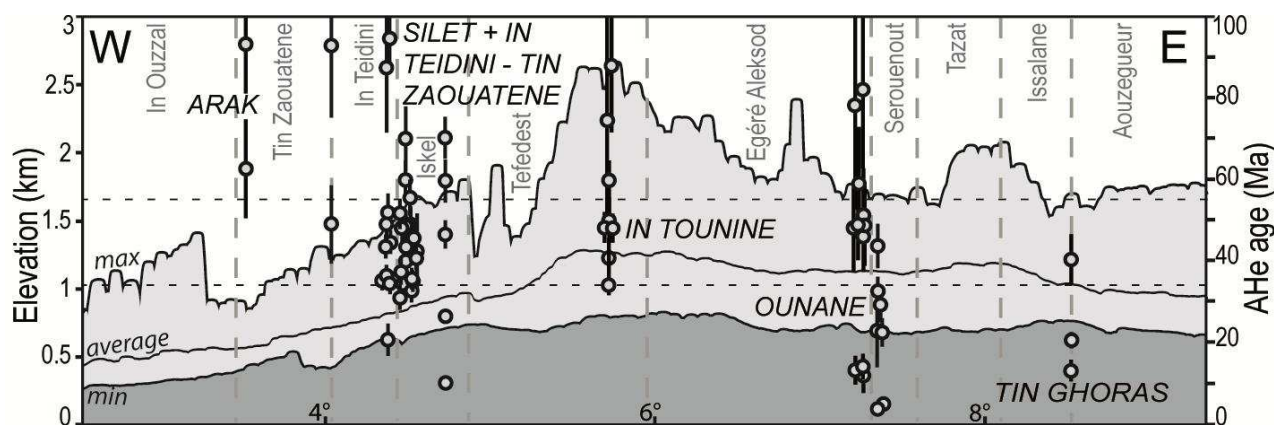 3
2.5
2
1.5
1
0.5
0
Elevation (km)
W
E
In Ouzzal
Tin Zaouatene
In Teidini
Iskel
Tefedest
Egéré Aleksod
Serouenout
Tazat
Issalane
Aouzegueur
ARAK
SILET + IN
TEIDINI - TIN
ZAOUATENE
IN TOUNINE
OUNANE
TIN GHORAS
max
average
min
4°
6°
8°
100
80
60
40
20
0
AHe age (Ma)